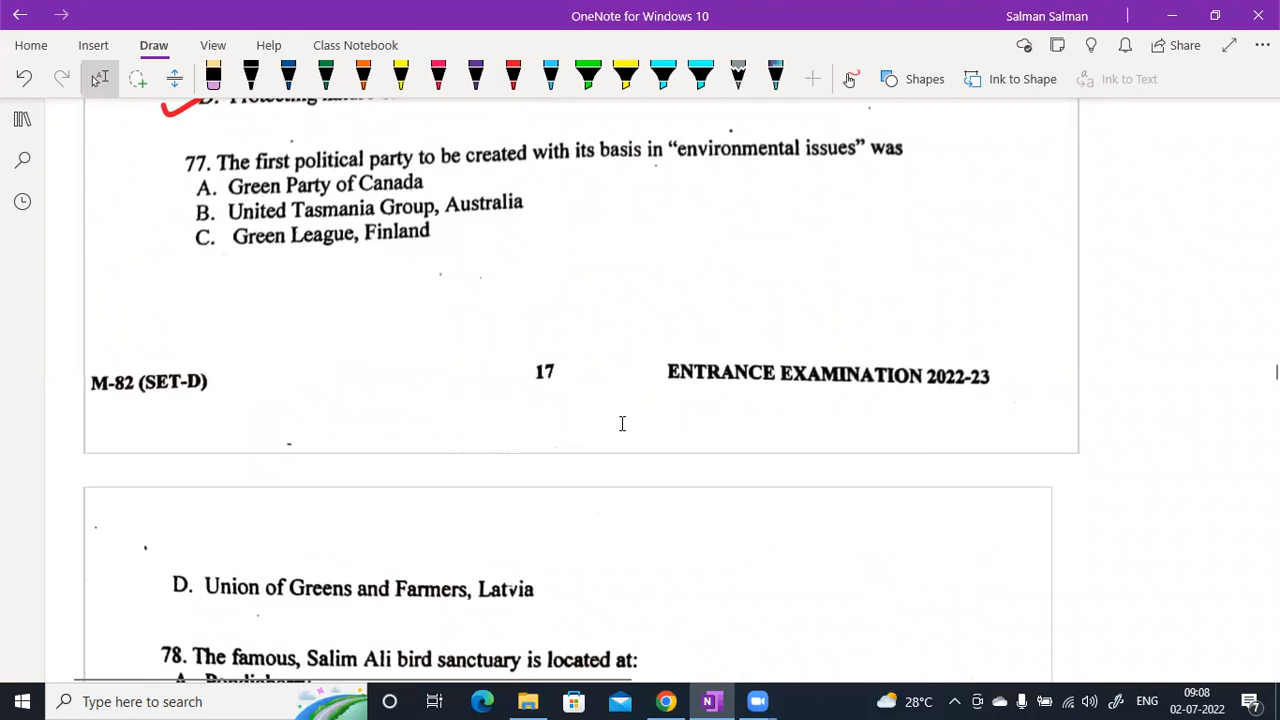 OneNote for Windows 10
Salman Salman
Home Insert Draw View Help Class Notebook
Share
Shapes Ink to Shape Ink to Text
D. Protecting nature
77. The first political party to be created with its basis in “environmental issues” was
A. Green Party of Canada
B. United Tasmania Group, Australia
C. Green League, Finland
M-82 (SET-D) 17 ENTRANCE EXAMINATION 2022-23
D. Union of Greens and Farmers, Latvia
78. The famous, Salim Ali bird sanctuary is located at:
A. Pondicherry
Type here to search
28°C
ENG
09:08
02-07-2022
7